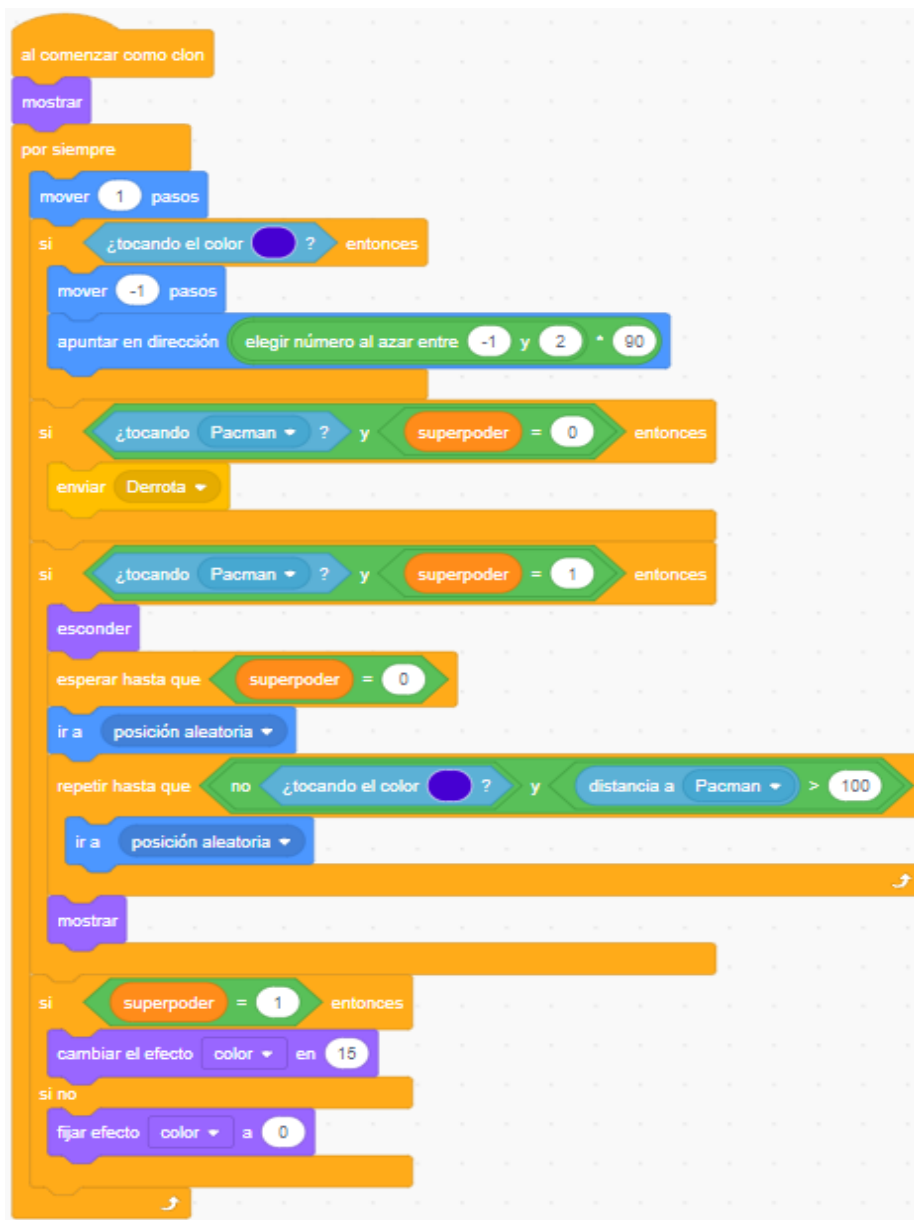 al comenzar como clon
mostrar
por siempre
mover 1 pasos
si ¿tocando el color ? entonces
mover -1 pasos
apuntar en dirección elegir número al azar entre -1 y 2 * 90
si ¿tocando Pacman ? y superpoder = 0 entonces
enviar Derrota
si ¿tocando Pacman ? y superpoder = 1 entonces
esconder
esperar hasta que superpoder = 0
ir a posición aleatoria
repetir hasta que no ¿tocando el color ? y distancia a Pacman > 100
ir a posición aleatoria
mostrar
si superpoder = 1 entonces
cambiar el efecto color en 15
si no
fijar efecto color a 0